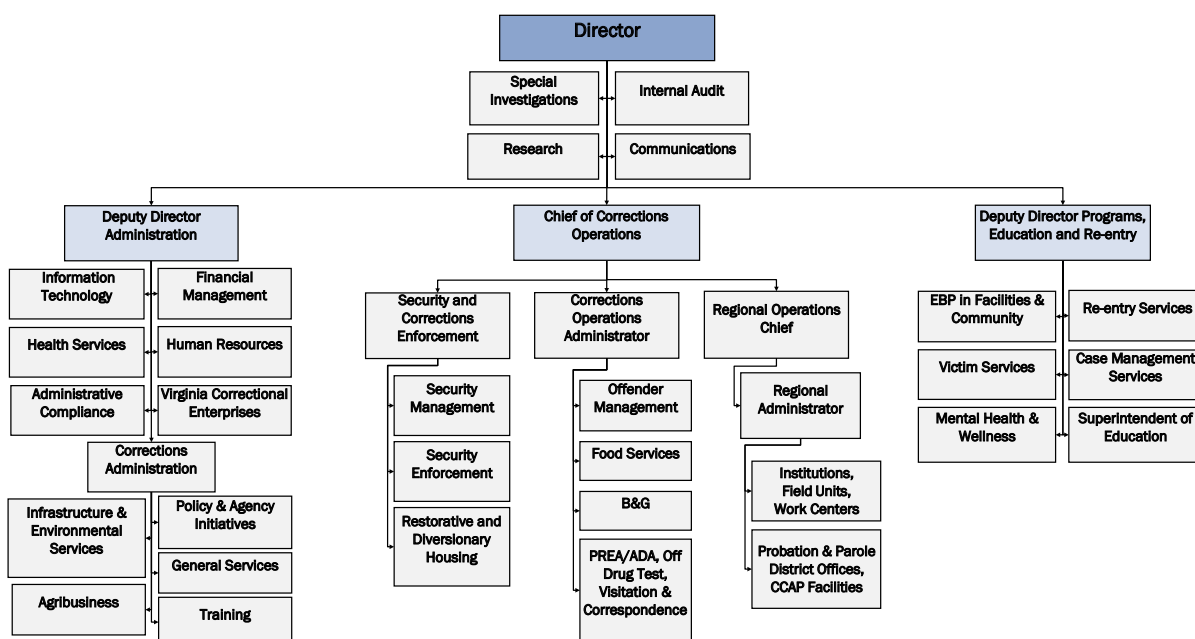 Director
Special
Investigations
Internal Audit
Research
Communications
Deputy Director
Administration
Chief of Corrections
Operations
Deputy Director Programs,
Education and Re-entry
Information
Technology
Financial
Management
Health Services
Human Resources
Administrative
Compliance
Virginia Correctional
Enterprises
Corrections
Administration
Infrastructure &
Environmental
Services
Policy & Agency
Initiatives
General Services
Agribusiness
Training
Security and
Corrections
Enforcement
Security
Management
Security
Enforcement
Restorative and
Diversionary
Housing
Corrections
Operations
Administrator
Offender
Management
Food Services
B&G
PREA/ADA, Off
Drug Test,
Visitation &
Correspondence
Regional Operations
Chief
Regional
Administrator
Institutions,
Field Units,
Work Centers
Probation & Parole
District Offices,
CCAP Facilities
EBP in Facilities &
Community
Re-entry Services
Victim Services
Case Management
Services
Mental Health &
Wellness
Superintendent of
Education